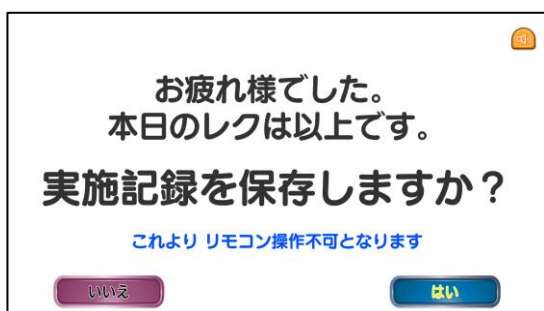 お疲れ様でした。
本日のレクは以上です。
実施記録を保存しますか？
これより リモコン操作不可となります
いいえ
はい